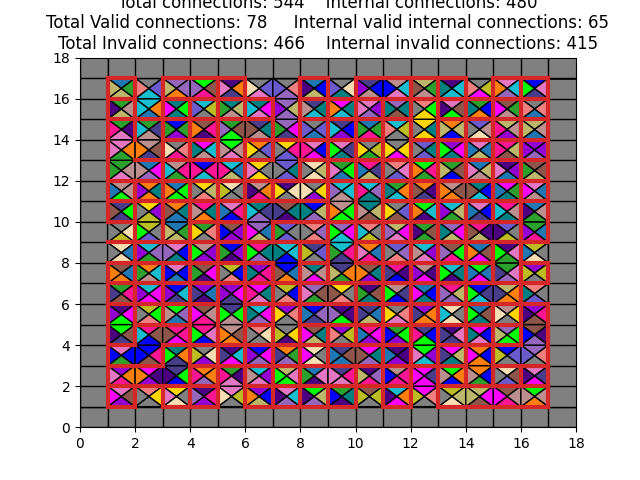 Total connections: 544    Internal connections: 480
Total Valid connections: 78    Internal valid internal connections: 65
Total Invalid connections: 466    Internal invalid connections: 415
18
16
14
12
10
8
6
4
2
0
0 2 4 6 8 10 12 14 16 18